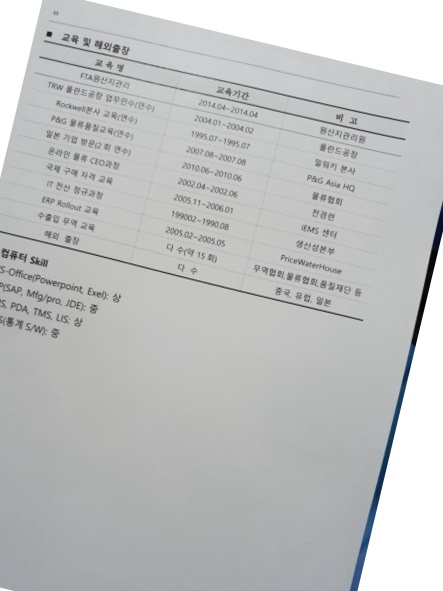 ■ 교육 및 해외출장
교 육 명 교육기간 비 고
FTA원산지관리 2014.04~2014.04 원산지관리원
TRW 폴란드공장 업무인수(연수) 2004.01~2004.02 폴란드공장
Rockwell본사 교육(연수) 1995.07~1995.07 밀워키 본사
P&G 물류품질교육(연수) 2007.08~2007.08 P&G Asia HQ
일본 기업 방문(2 회 연수) 2010.06~2010.06 물류협회
온라인 물류 CEO과정 2002.04~2002.06 전경련
국제 구매 자격 교육 2005.11~2006.01 IEMS 센터
IT 전산 정규과정 199002~1990.08 생산성본부
ERP Rollout 교육 2005.02~2005.05 PriceWaterHouse
수출입 무역 교육 다 수(약 15 회) 무역협회,물류협회,품질재단 등
해외 출장 다 수 중국, 유럽, 일본
컴퓨터 Skill
S-Office(Powerpoint, Exel): 상
P(SAP, Mfg/pro, JDE): 중
S, PDA, TMS, LIS: 상
S(통계 S/W): 중